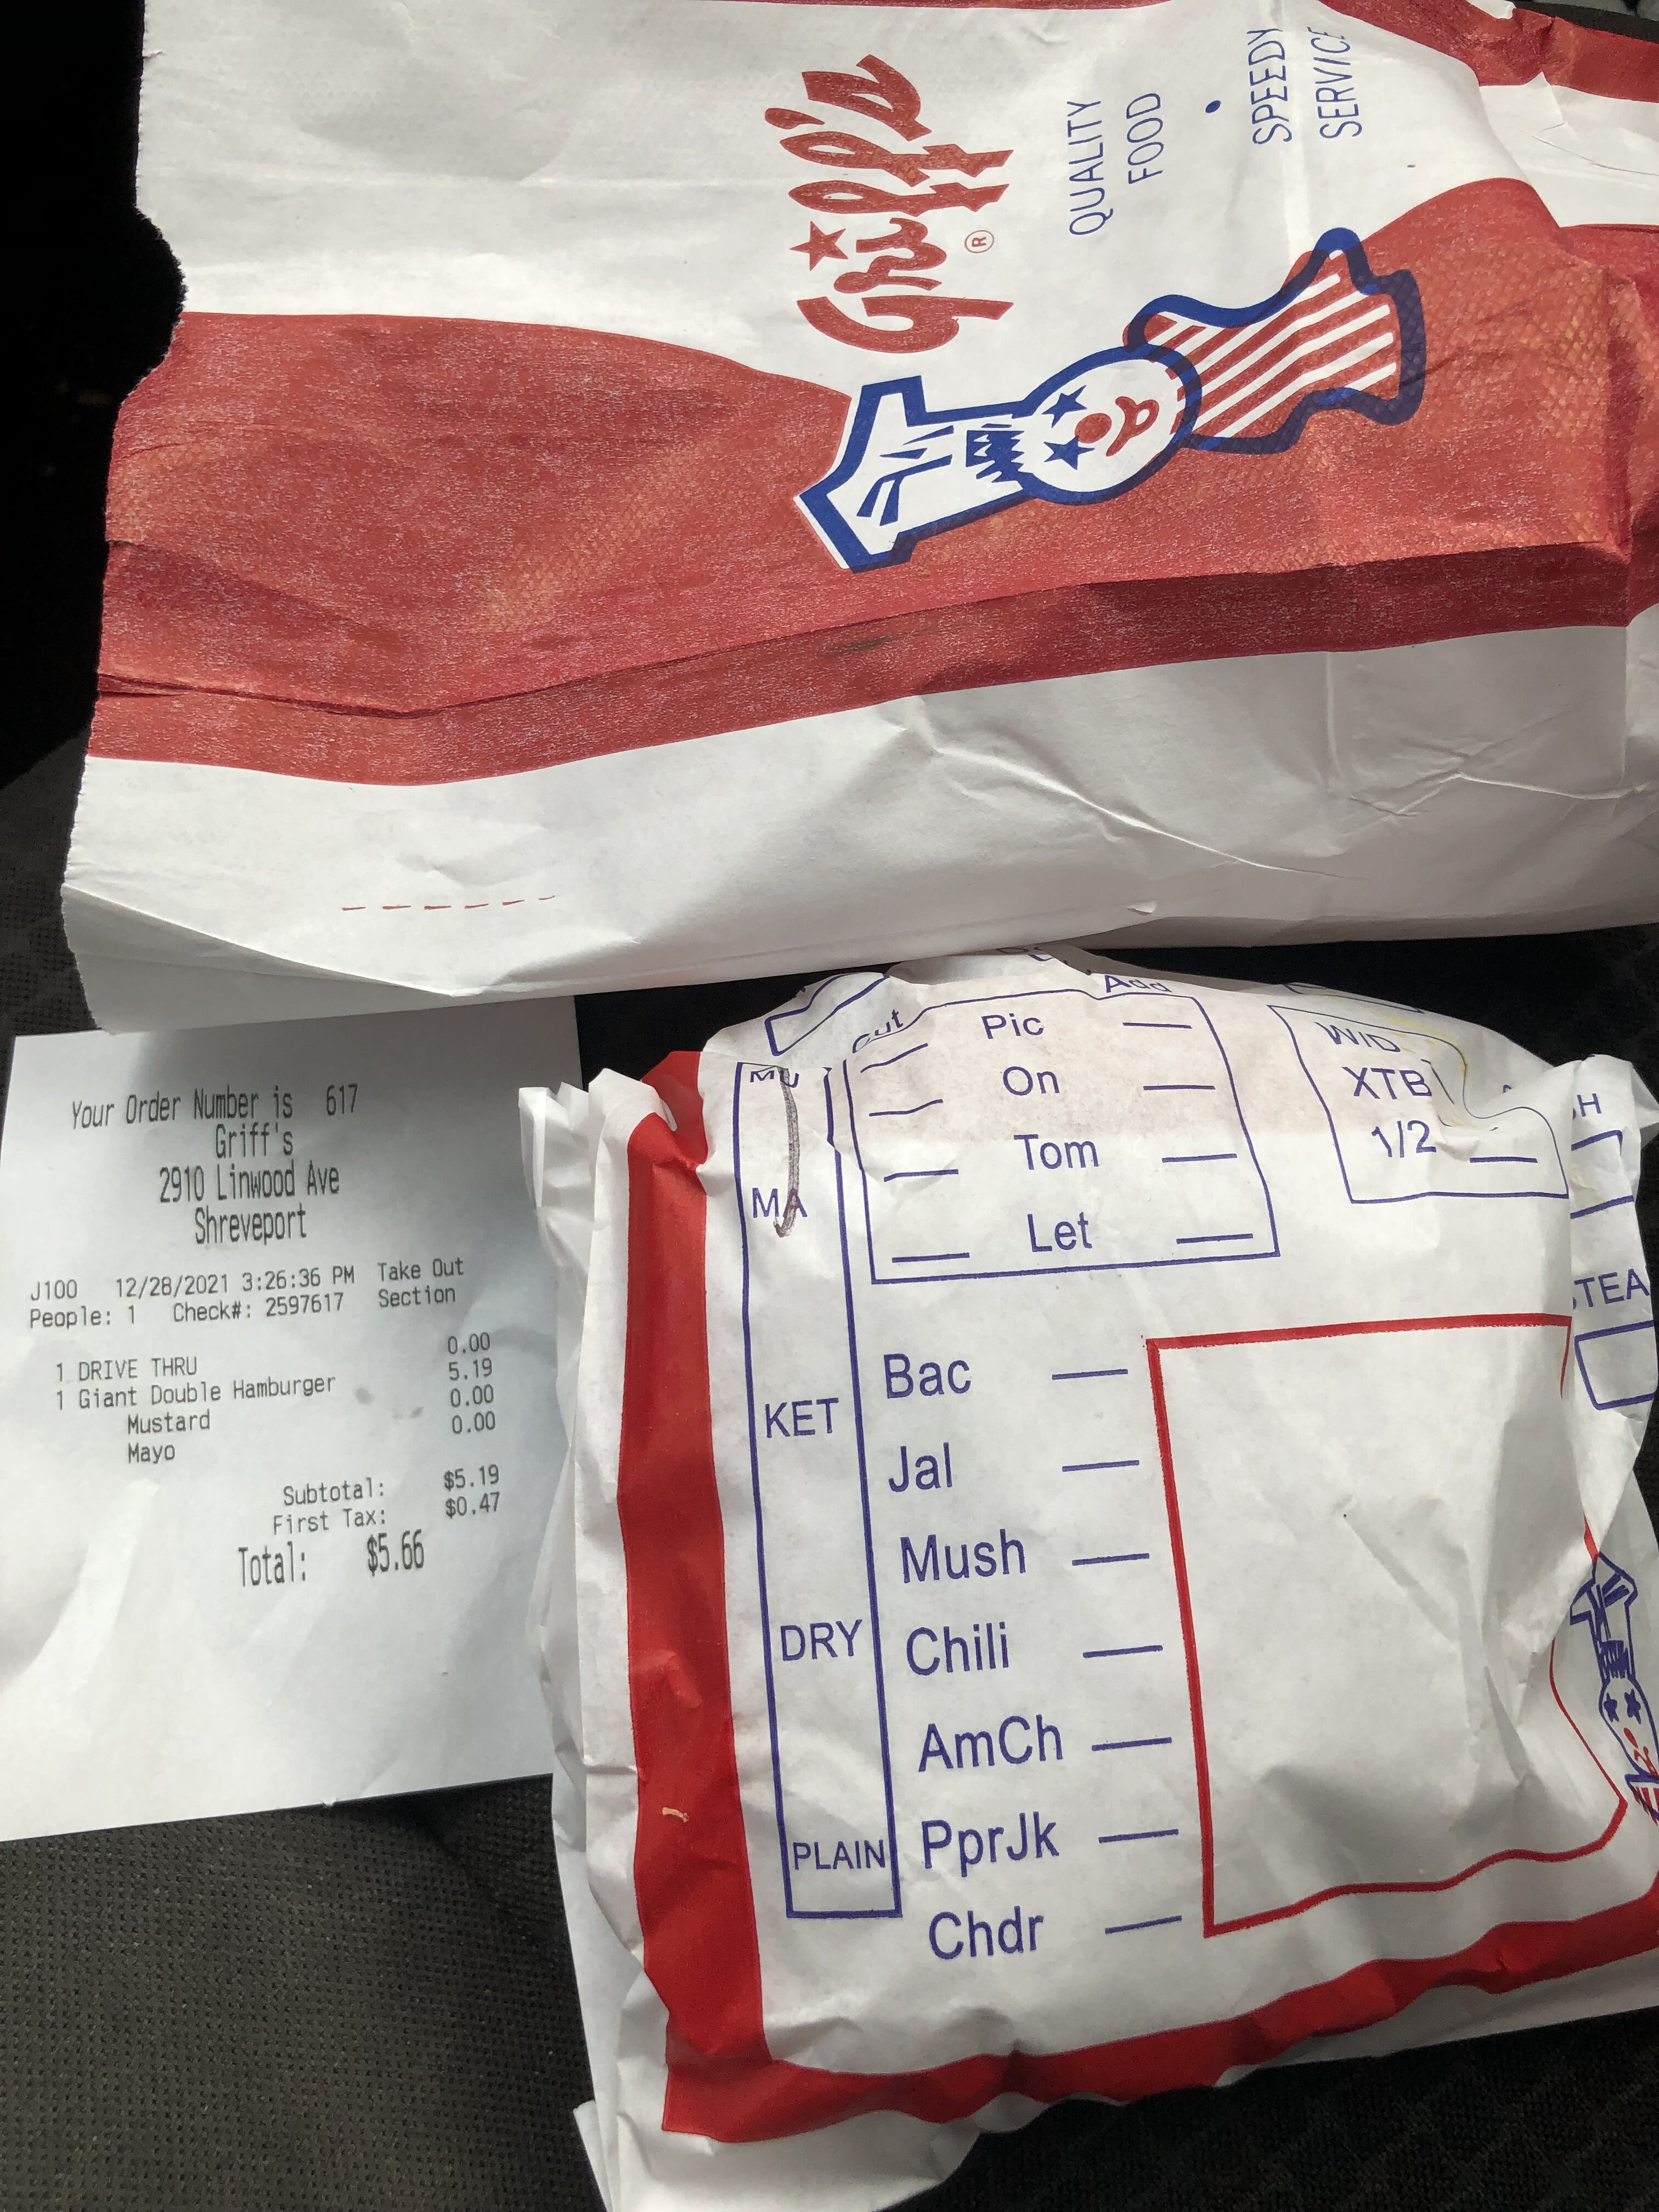 Griff's
®
QUALITY
FOOD
•
SPEEDY
SERVICE
Your Order Number is 617
Griff's
2910 Linwood Ave
Shreveport
J100 12/28/2021 3:26:36 PM Take Out
People: 1 Check#: 2597617 Section
1 DRIVE THRU 0.00
1 Giant Double Hamburger 5.19
Mustard 0.00
Mayo 0.00
Subtotal: $5.19
First Tax: $0.47
Total: $5.66
Add
Pic
On
Tom
Let
MU
MA
KET
DRY
PLAIN
XTB
1/2
Bac
Jal
Mush
Chili
AmCh
PprJk
Chdr